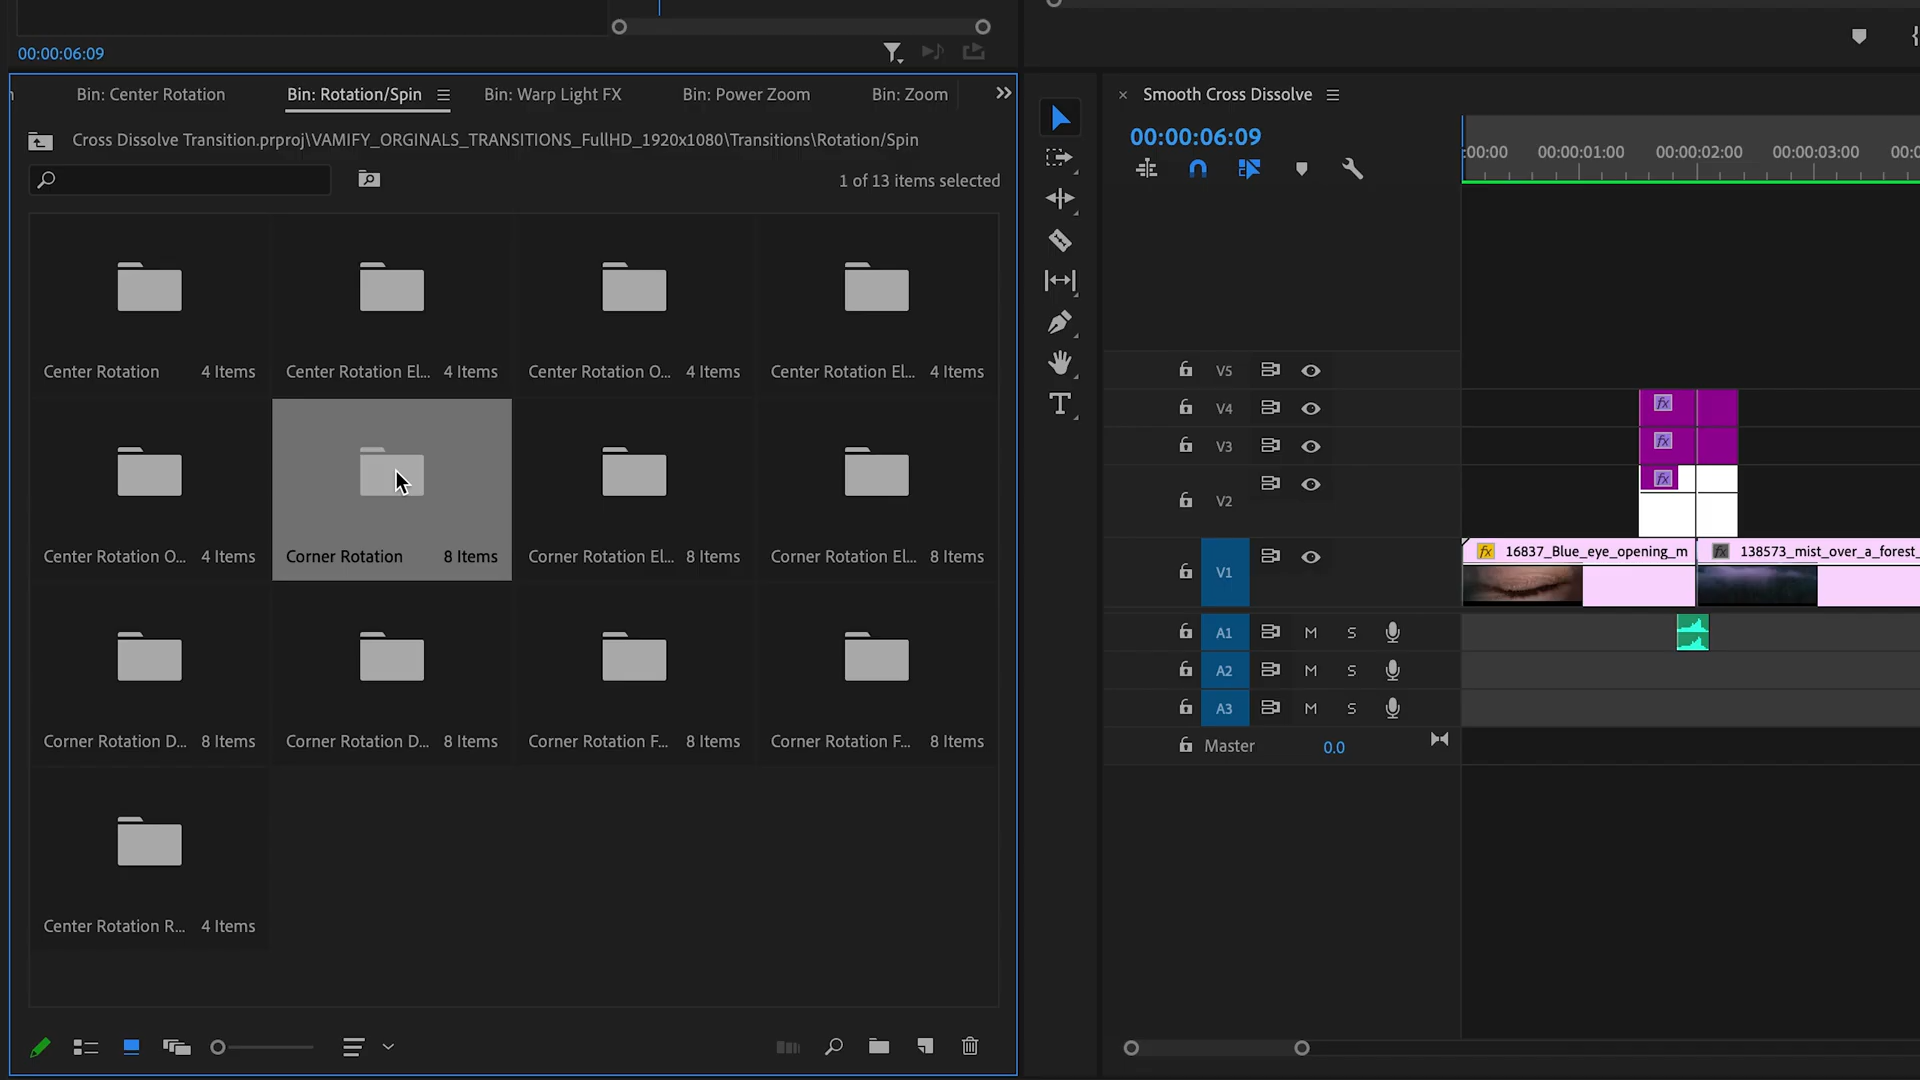 00:00:06:09
Bin: Center Rotation
Bin: Rotation/Spin
Bin: Warp Light FX
Bin: Power Zoom
Bin: Zoom
Cross Dissolve Transition.prproj\VAMIFY_ORGINALS_TRANSITIONS_FullHD_1920x1080\Transitions\Rotation/Spin
1 of 13 items selected
Center Rotation 4 Items
Center Rotation El... 4 Items
Center Rotation O... 4 Items
Center Rotation El... 4 Items
Center Rotation O... 4 Items
Corner Rotation 8 Items
Corner Rotation El... 8 Items
Corner Rotation El... 8 Items
Corner Rotation D... 8 Items
Corner Rotation D... 8 Items
Corner Rotation F... 8 Items
Corner Rotation F... 8 Items
Center Rotation R... 4 Items
Smooth Cross Dissolve
00:00:06:09
:00:00 00:00:01:00 00:00:02:00 00:00:03:00 00:0
V5
V4 fx
V3 fx
V2 fx
V1
fx 16837_Blue_eye_opening_m
fx 138573_mist_over_a_forest_
A1 M S
A2 M S
A3 M S
Master 0.0